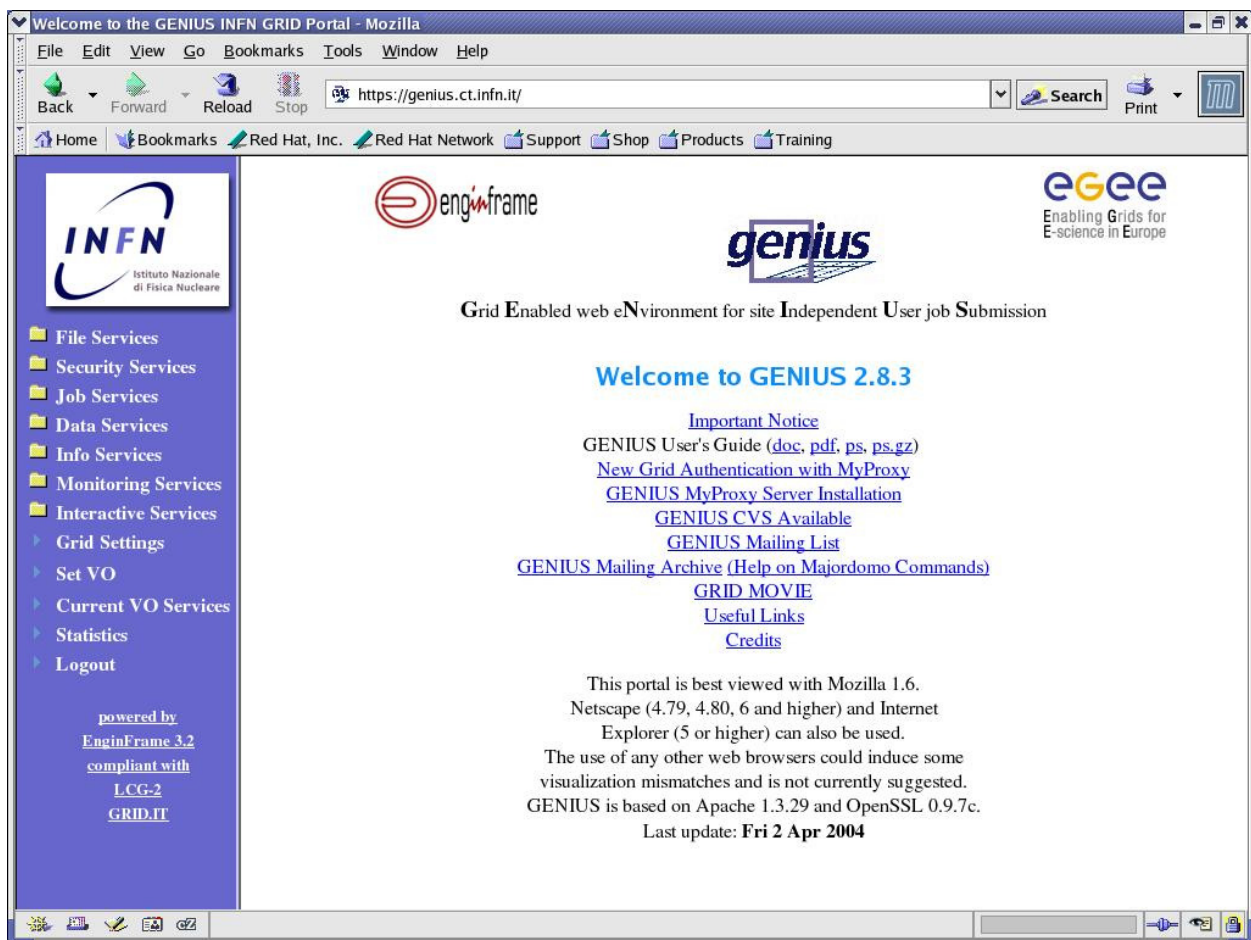 Welcome to the GENIUS INFN GRID Portal - Mozilla
File Edit View Go Bookmarks Tools Window Help
Back Forward Reload Stop https://genius.ct.infn.it/ Search Print
Home Bookmarks Red Hat, Inc. Red Hat Network Support Shop Products Training
INFN
Istituto Nazionale
di Fisica Nucleare
File Services
Security Services
Job Services
Data Services
Info Services
Monitoring Services
Interactive Services
Grid Settings
Set VO
Current VO Services
Statistics
Logout
powered by
EnginFrame 3.2
compliant with
LCG-2
GRID.IT
enginframe
genius
eGee
Enabling Grids for
E-science in Europe
Grid Enabled web eNvironment for site Independent User job Submission
Welcome to GENIUS 2.8.3
Important Notice
GENIUS User's Guide (doc, pdf, ps, ps.gz)
New Grid Authentication with MyProxy
GENIUS MyProxy Server Installation
GENIUS CVS Available
GENIUS Mailing List
GENIUS Mailing Archive (Help on Majordomo Commands)
GRID MOVIE
Useful Links
Credits
This portal is best viewed with Mozilla 1.6.
Netscape (4.79, 4.80, 6 and higher) and Internet
Explorer (5 or higher) can also be used.
The use of any other web browsers could induce some
visualization mismatches and is not currently suggested.
GENIUS is based on Apache 1.3.29 and OpenSSL 0.9.7c.
Last update: Fri 2 Apr 2004